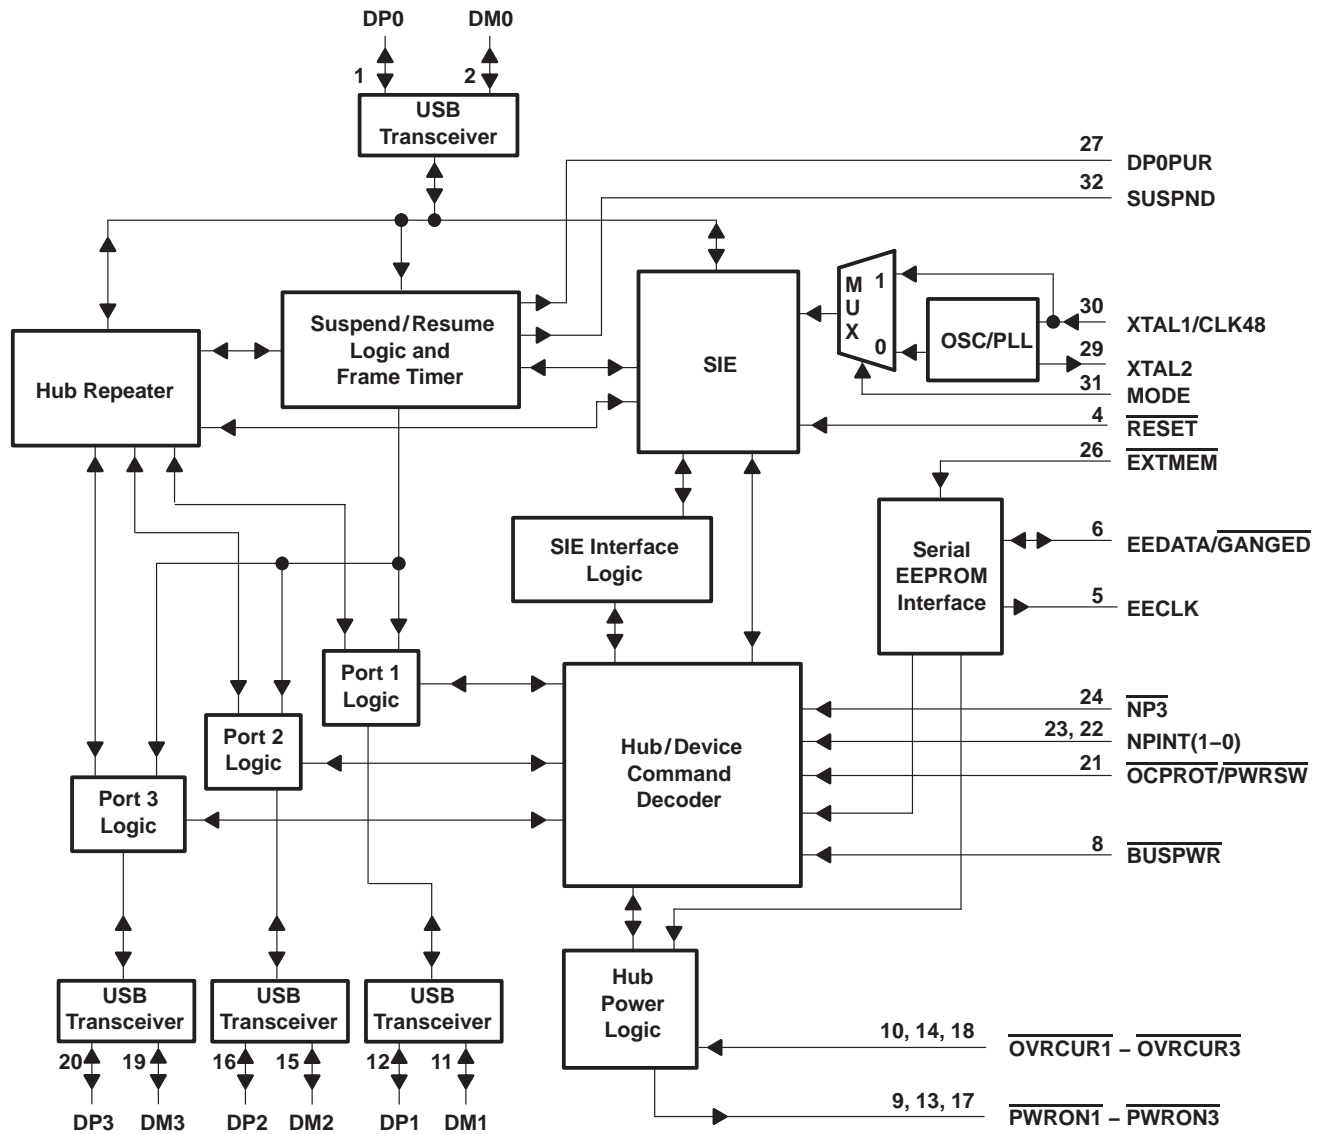 DP0 DM0
1 2
USB
Transceiver
27 DP0PUR
32 SUSPND
Suspend/Resume
Logic and
Frame Timer
Hub Repeater
SIE
M
U
X
1
0
OSC/PLL
30 XTAL1/CLK48
29 XTAL2
31 MODE
4 RESET
26 EXTMEM
SIE Interface
Logic
Serial
EEPROM
Interface
6 EEDATA/GANGED
5 EECLK
Port 1
Logic
Port 2
Logic
Port 3
Logic
Hub/Device
Command
Decoder
24 NP3
23, 22 NPINT(1–0)
21 OCPROT/PWRSW
8 BUSPWR
USB
Transceiver
USB
Transceiver
USB
Transceiver
Hub
Power
Logic
10, 14, 18 OVRCUR1 – OVRCUR3
9, 13, 17 PWRON1 – PWRON3
20 19 16 15 12 11
DP3 DM3 DP2 DM2 DP1 DM1